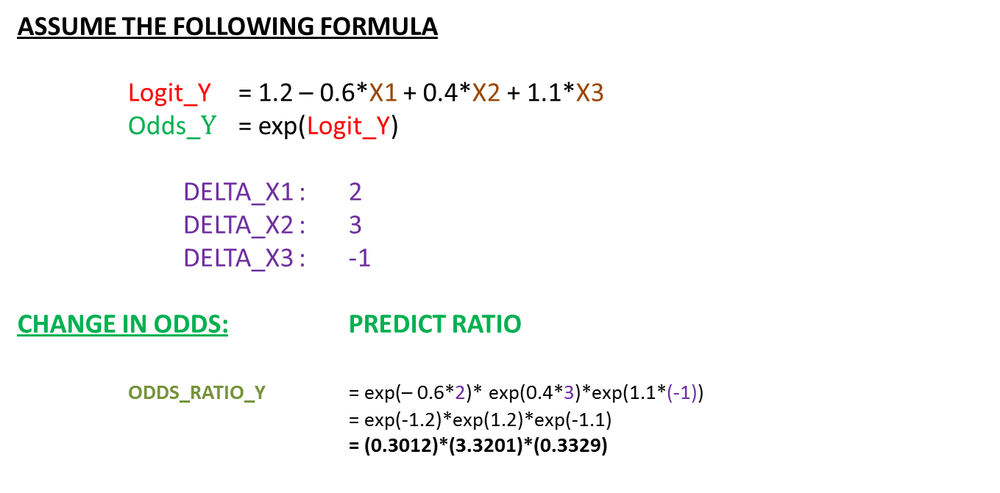 ASSUME THE FOLLOWING FORMULA
Logit_Y = 1.2 – 0.6*X1 + 0.4*X2 + 1.1*X3
Odds_Y = exp(Logit_Y)
DELTA_X1 : 2
DELTA_X2 : 3
DELTA_X3 : -1
CHANGE IN ODDS: PREDICT RATIO
ODDS_RATIO_Y = exp(– 0.6*2)* exp(0.4*3)*exp(1.1*(-1))
= exp(-1.2)*exp(1.2)*exp(-1.1)
= (0.3012)*(3.3201)*(0.3329)